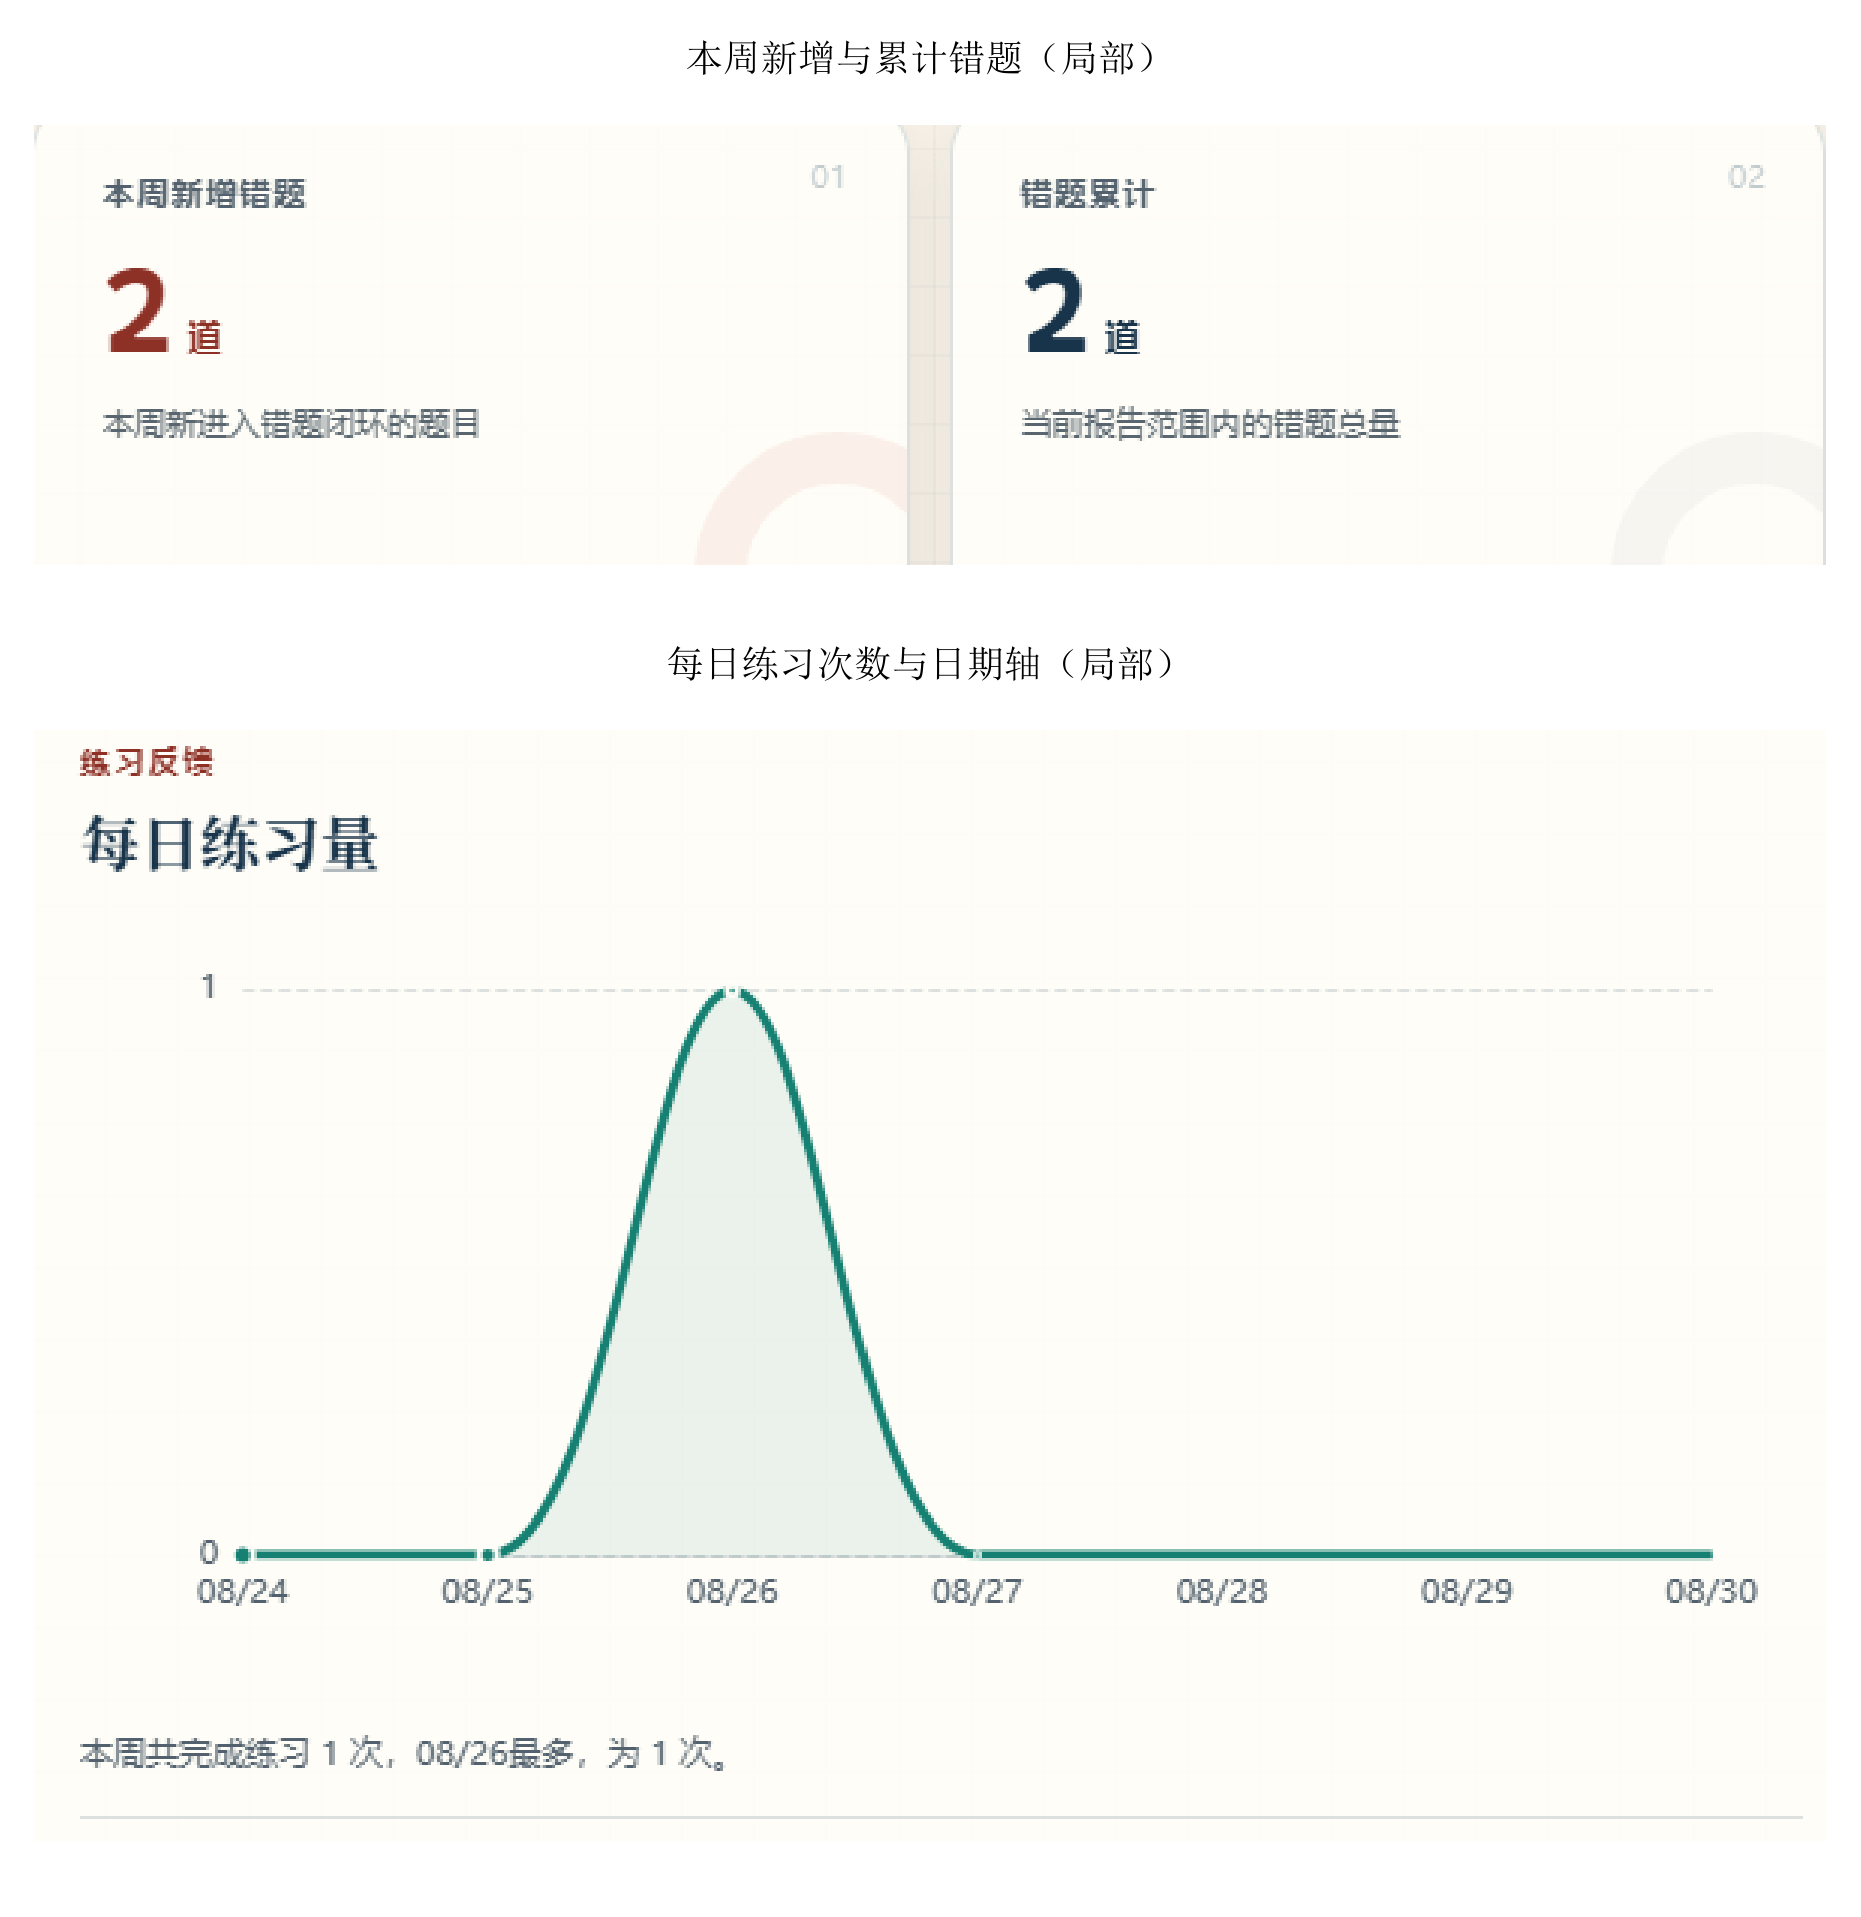 本周新增与累计错题（局部）
本周新增错题
01
2 道
本周新进入错题闭环的题目
错题累计
02
2 道
当前报告范围内的错题总量
每日练习次数与日期轴（局部）
练习反馈
每日练习量
1
0
08/24 08/25 08/26 08/27 08/28 08/29 08/30
本周共完成练习 1 次，08/26最多，为 1 次。